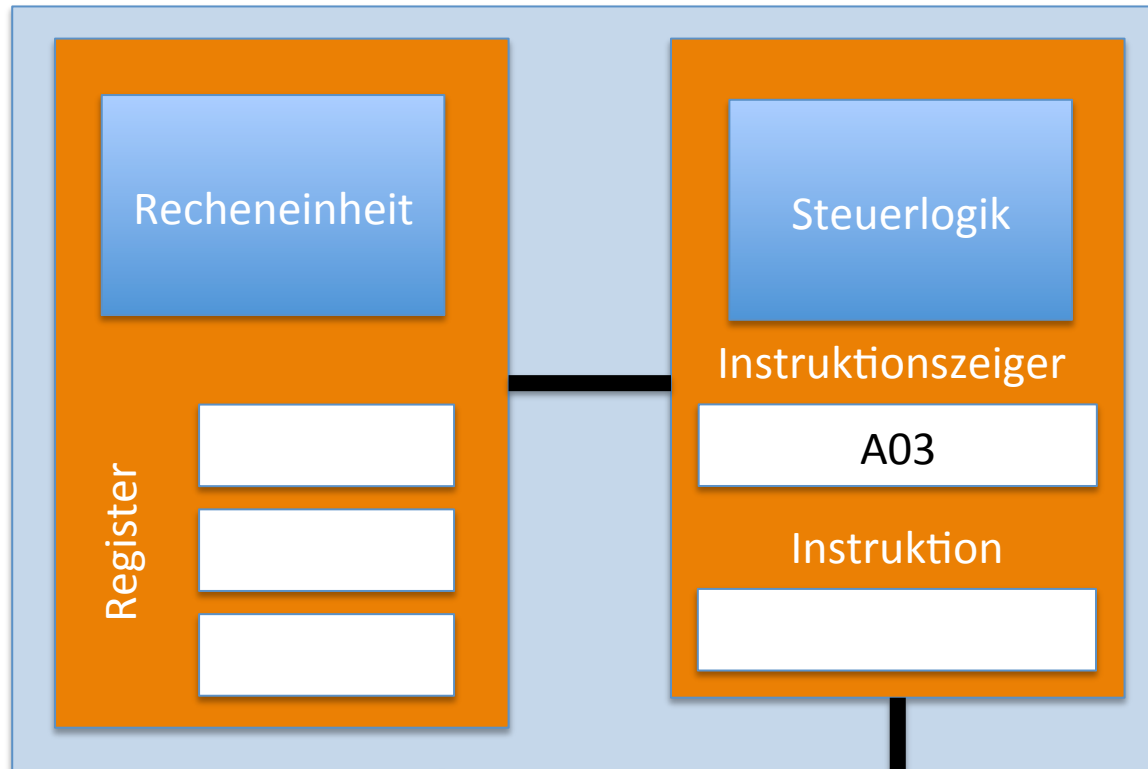 Recheneinheit
Register
Steuerlogik
Instruktionszeiger
A03
Instruktion